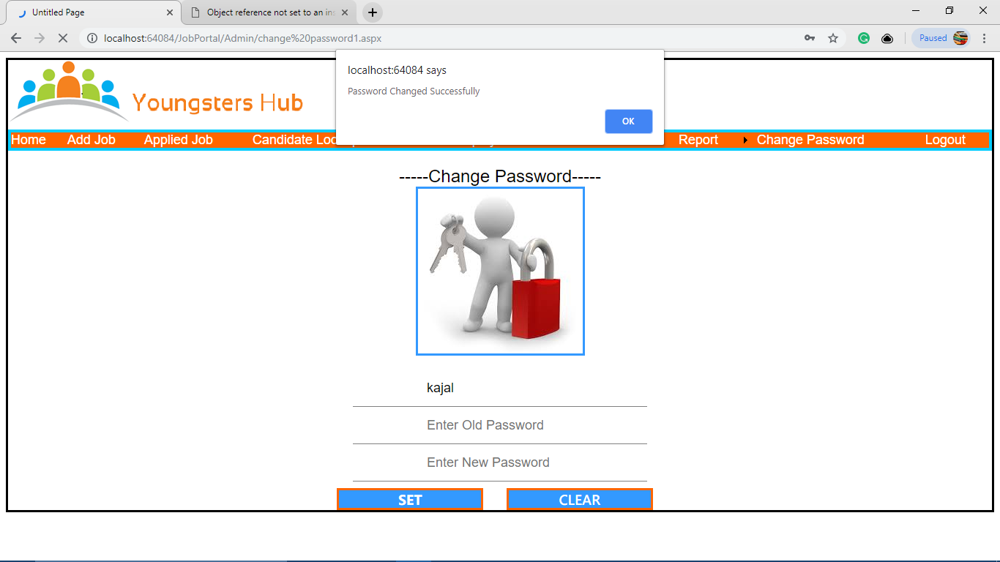 Untitled Page
Object reference not set to an ins
localhost:64084/JobPortal/Admin/change%20password1.aspx
Paused
localhost:64084 says
Password Changed Successfully
OK
Youngsters Hub
Home Add Job Applied Job Candidate Report Change Password Logout
-----Change Password-----
kajal
Enter Old Password
Enter New Password
SET CLEAR